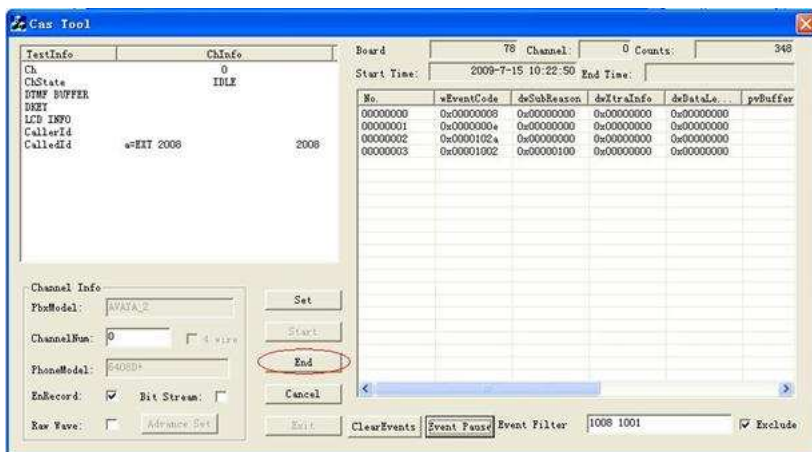 Cas Tool
TestInfo ChInfo
Ch 0
ChState IDLE
DTMF BUFFER
DKEY
LCD INFO
CallerId
CalledId a=EXT 2008 2008
Board 78 Channel: 0 Counts: 348
Start Time: 2009-7-15 10:22:50 End Time:
No. wEventCode dwSubReason dwXtraInfo dwDataLe... pvBuffer
00000000 0x00000008 0x00000000 0x00000000 0x00000000
00000001 0x0000000e 0x00000000 0x00000000 0x00000000
00000002 0x0000102a 0x00000000 0x00000000 0x00000000
00000003 0x00001002 0x00000100 0x00000000 0x00000000
Channel Info
PbxModel: AVAYA_2
ChannelNum: 0 4 wire
PhoneModel: 6408D+
EnRecord: Bit Stream:
Raw Wave: Advance Set
Set
Start
End
Cancel
Exit
ClearEvents Event Pause Event Filter 1008 1001 Exclude